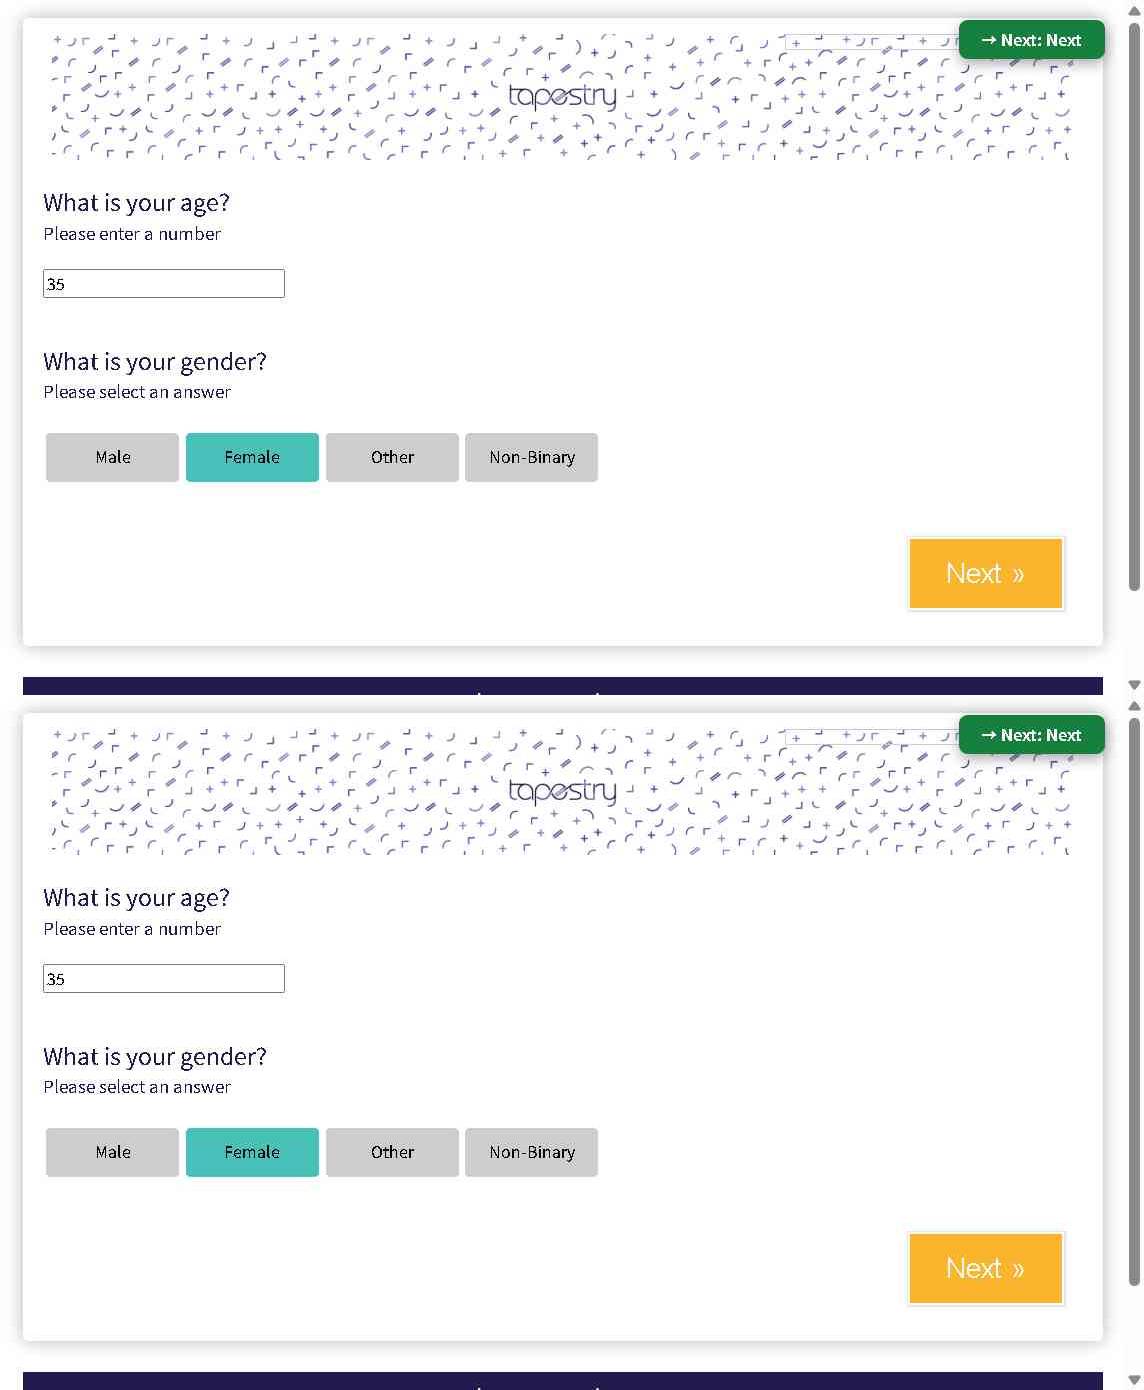 → Next: Next
tapestry
What is your age?
Please enter a number
35
What is your gender?
Please select an answer
Male Female Other Non-Binary
Next »
→ Next: Next
tapestry
What is your age?
Please enter a number
35
What is your gender?
Please select an answer
Male Female Other Non-Binary
Next »